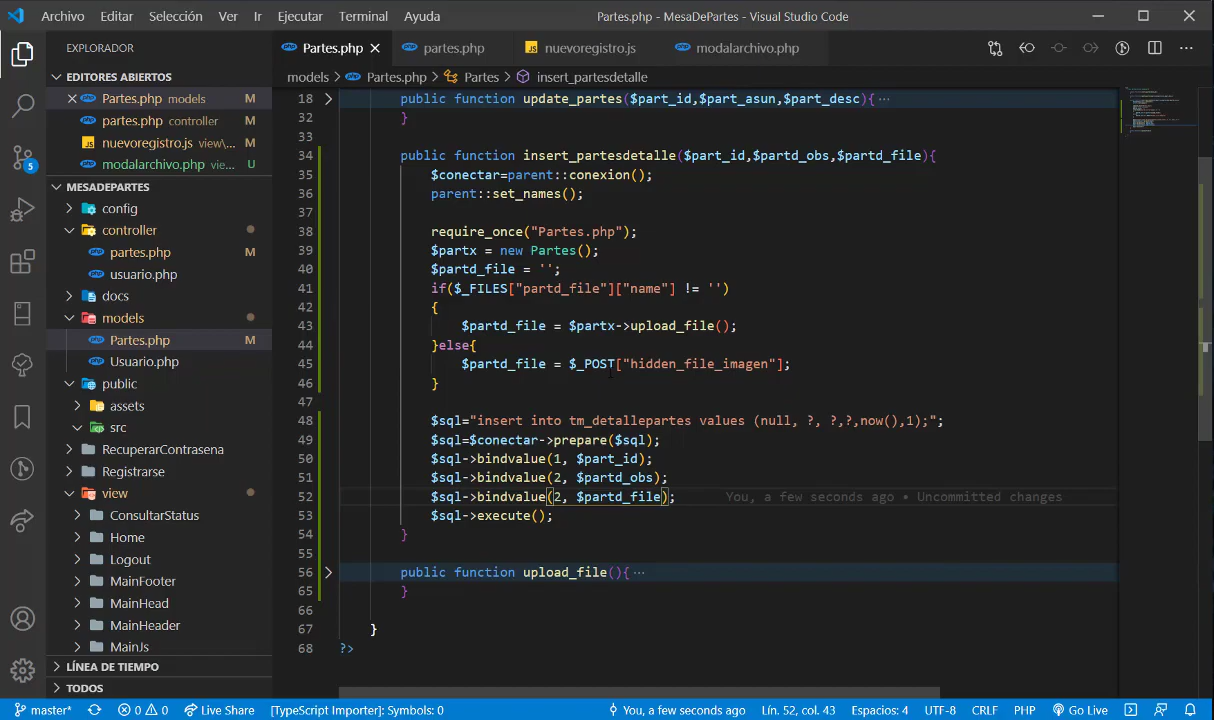 Archivo Editar Selección Ver Ir Ejecutar Terminal Ayuda Partes.php - MesaDePartes - Visual Studio Code
EXPLORADOR
EDITORES ABIERTOS
Partes.php models M
partes.php controller M
nuevoregistro.js view\... M
modalarchivo.php vie... U
MESADEPARTES
config
controller
partes.php M
usuario.php
docs
models
Partes.php M
Usuario.php
public
assets
src
RecuperarContrasena
Registrarse
view
ConsultarStatus
Home
Logout
MainFooter
MainHead
MainHeader
MainJs
LÍNEA DE TIEMPO
TODOS
5
Partes.php partes.php nuevoregistro.js modalarchivo.php
models > Partes.php > Partes > insert_partesdetalle
18 public function update_partes($part_id,$part_asun,$part_desc){ ...
32 }
33
34 public function insert_partesdetalle($part_id,$partd_obs,$partd_file){
35 $conectar=parent::conexion();
36 parent::set_names();
37
38 require_once("Partes.php");
39 $partx = new Partes();
40 $partd_file = '';
41 if($_FILES["partd_file"]["name"] != '')
42 {
43 $partd_file = $partx->upload_file();
44 }else{
45 $partd_file = $_POST["hidden_file_imagen"];
46 }
47
48 $sql="insert into tm_detallepartes values (null, ?, ?,?,now(),1);";
49 $sql=$conectar->prepare($sql);
50 $sql->bindvalue(1, $part_id);
51 $sql->bindvalue(2, $partd_obs);
52 $sql->bindvalue(2, $partd_file); You, a few seconds ago • Uncommitted changes
53 $sql->execute();
54 }
55
56 public function upload_file(){ ...
65 }
66
67 }
68 ?>
master* 0 0 Live Share [TypeScript Importer]: Symbols: 0 You, a few seconds ago Lín. 52, col. 43 Espacios: 4 UTF-8 CRLF PHP Go Live